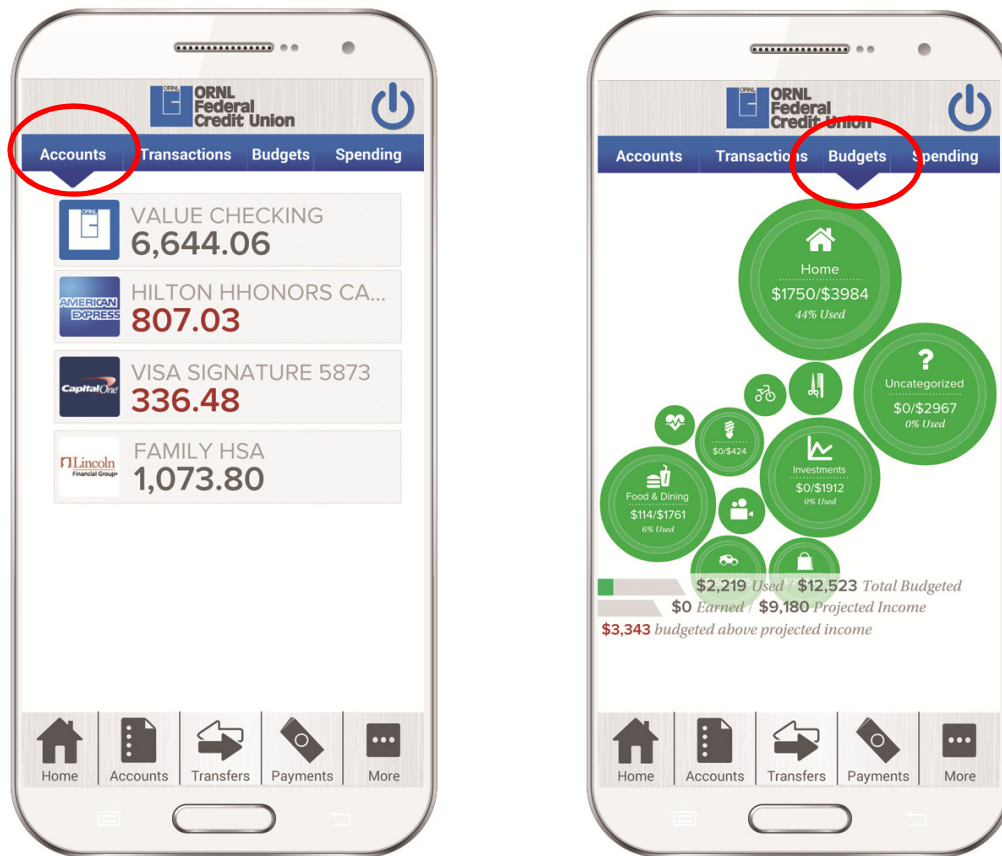 ORNL
ORNL
Federal
Credit Union
Accounts
Transactions
Budgets
Spending
ORNL
VALUE CHECKING
6,644.06
AMERICAN
EXPRESS
HILTON HHONORS CA...
807.03
CapitalOne
VISA SIGNATURE 5873
336.48
Lincoln
Financial Group
FAMILY HSA
1,073.80
Home
Accounts
Transfers
Payments
More
ORNL
ORNL
Federal
Credit Union
Accounts
Transactions
Budgets
Spending
Home
$1750/$3984
44% Used
?
Uncategorized
$0/$2967
0% Used
$0/$424
Investments
$0/$1912
0% Used
Food & Dining
$114/$1761
6% Used
$2,219 Used / $12,523 Total Budgeted
$0 Earned / $9,180 Projected Income
$3,343 budgeted above projected income
Home
Accounts
Transfers
Payments
More